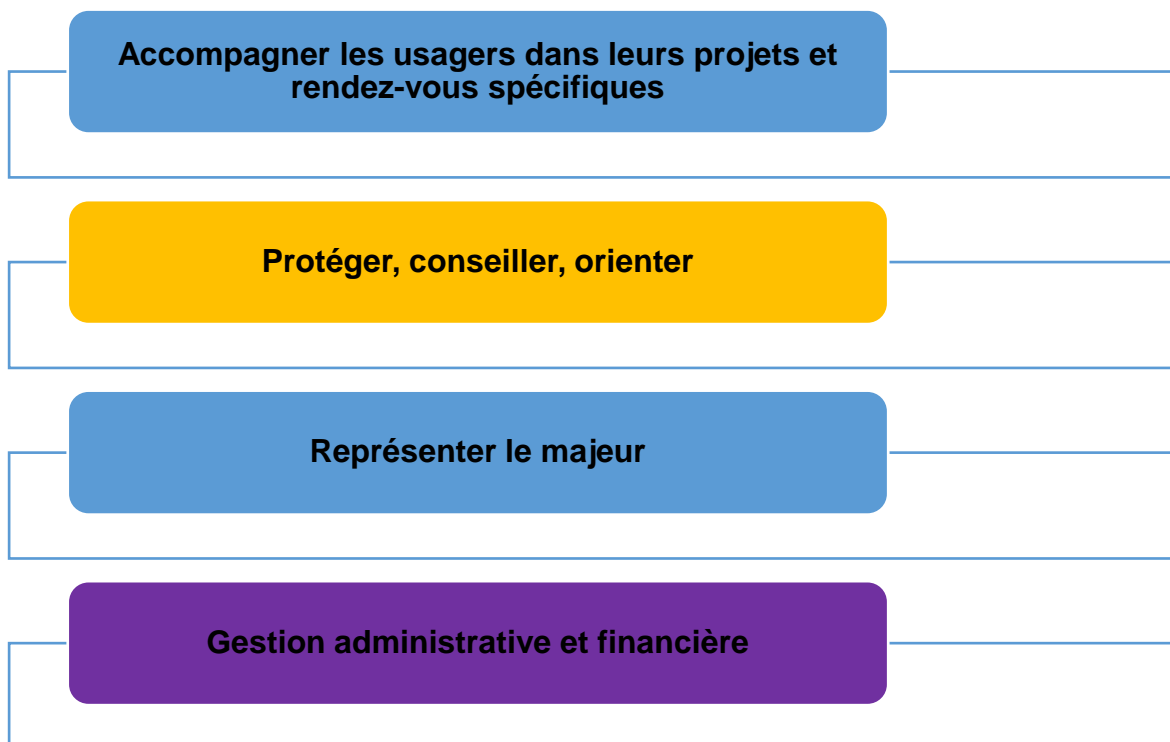 Accompagner les usagers dans leurs projets et
rendez-vous spécifiques
Protéger, conseiller, orienter
Représenter le majeur
Gestion administrative et financière